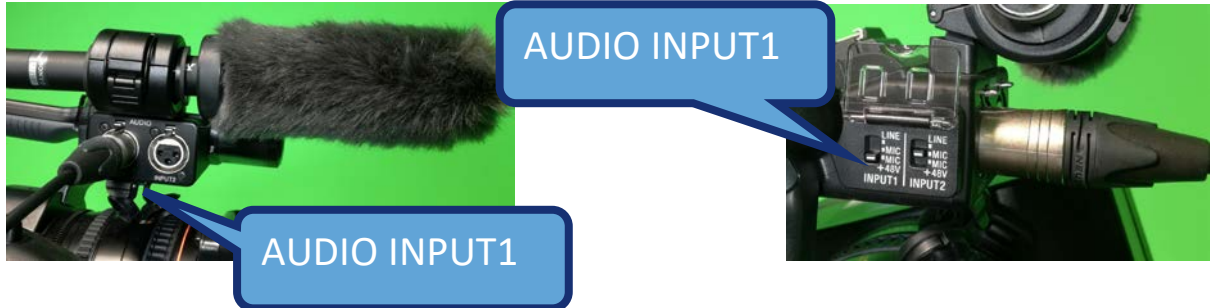 AUDIO
INPUT2
AUDIO INPUT1
AUDIO INPUT1
LINE LINE
MIC MIC
MIC MIC
+48V +48V
INPUT1 INPUT2